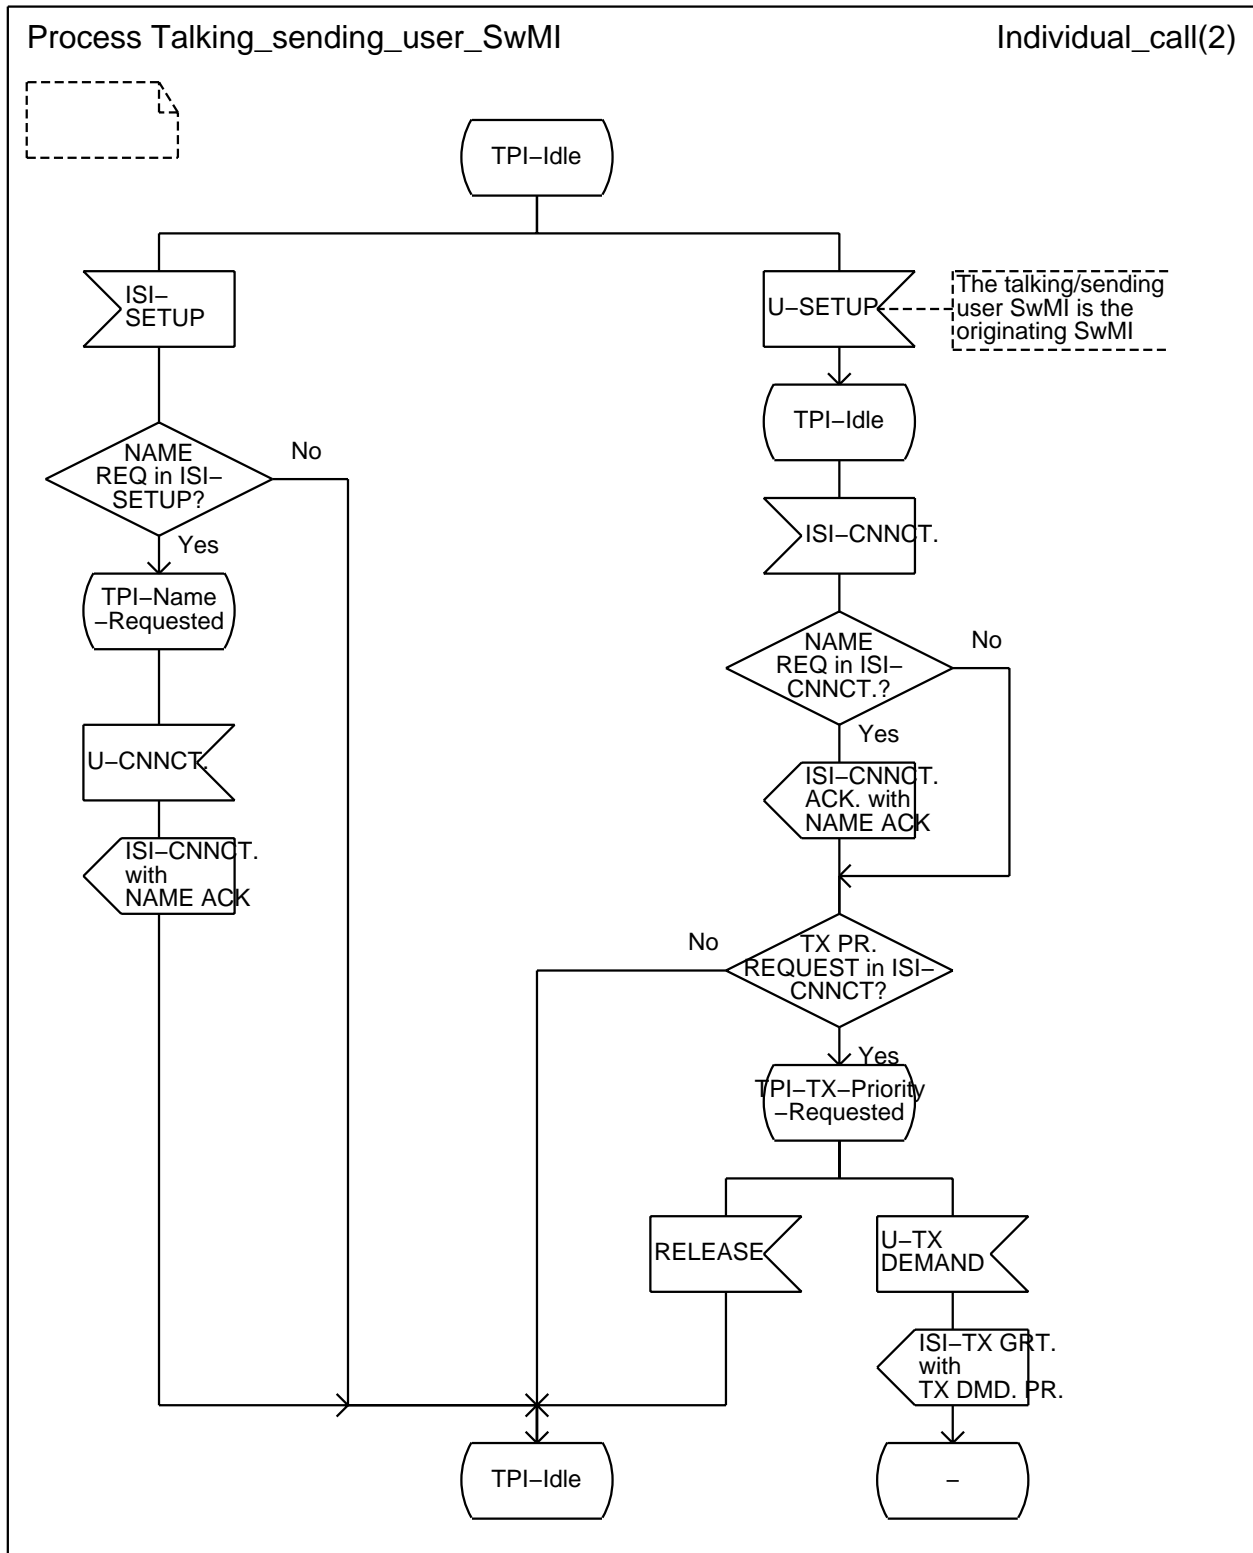 Process Talking_sending_user_SwMI
Individual_call(2)
TPI–Idle
ISI–
SETUP
U–SETUP
The talking/sending
user SwMI is the
originating SwMI
TPI–Idle
NAME
REQ in ISI–
SETUP?
No
Yes
ISI–CNNCT.
TPI–Name
–Requested
NAME
REQ in ISI–
CNNCT.?
No
Yes
U–CNNCT.
ISI–CNNCT.
ACK. with
NAME ACK
ISI–CNNCT.
with
NAME ACK
No
TX PR.
REQUEST in ISI–
CNNCT?
Yes
TPI–TX–Priority
–Requested
RELEASE
U–TX
DEMAND
ISI–TX GRT.
with
TX DMD. PR.
TPI–Idle
–